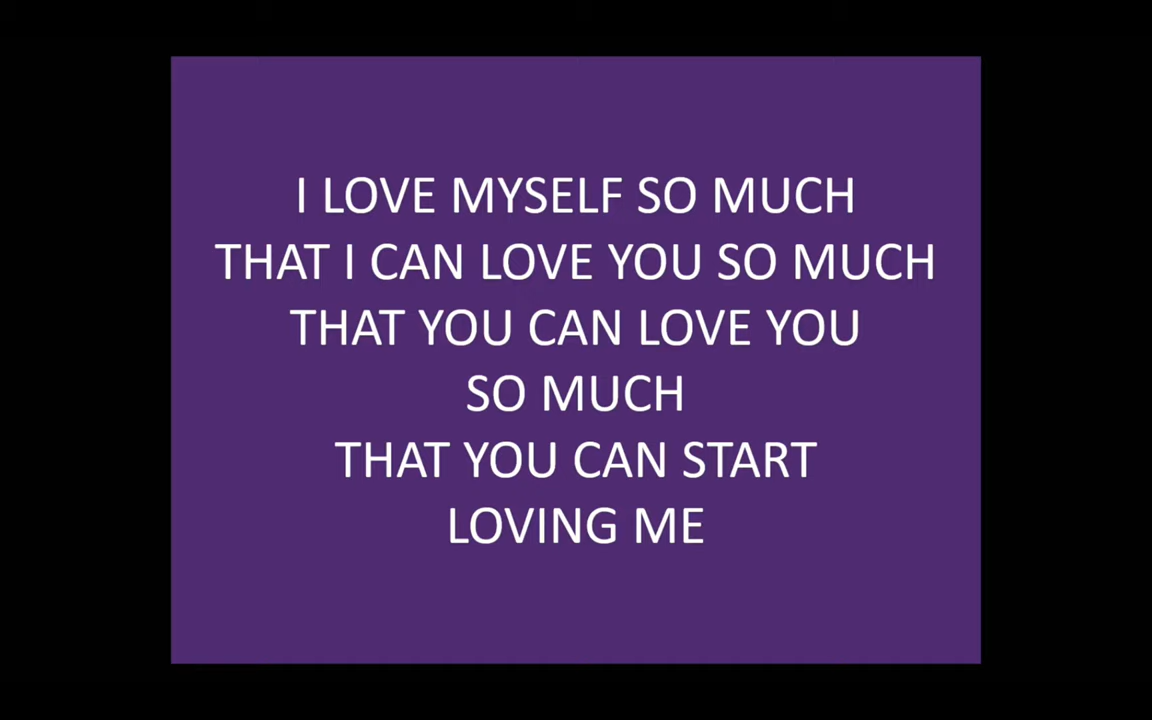 I LOVE MYSELF SO MUCH
THAT I CAN LOVE YOU SO MUCH
THAT YOU CAN LOVE YOU
SO MUCH
THAT YOU CAN START
LOVING ME